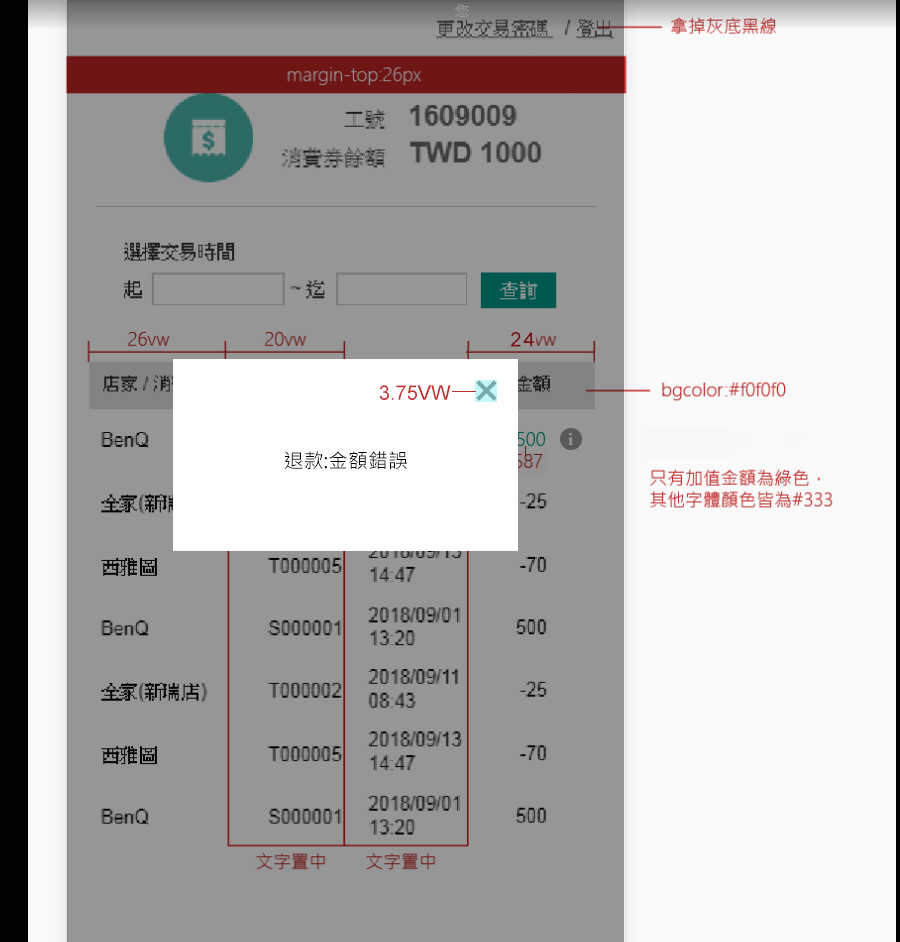 您
更改交易密碼 / 登出
拿掉灰底黑線
margin-top:26px
工號 1609009
消費券餘額 TWD 1000
選擇交易時間
起 ~ 迄 查詢
26vw 20vw 24vw
店家 / 消 金額
bgcolor:#f0f0f0
3.75VW
BenQ 500
587
退款:金額錯誤
只有加值金額為綠色，
其他字體顏色皆為#333
全家(新瑞 -25
西雅圖 T000005 2018/09/13 14:47 -70
BenQ S000001 2018/09/01 13:20 500
全家(新瑞店) T000002 2018/09/11 08:43 -25
西雅圖 T000005 2018/09/13 14:47 -70
BenQ S000001 2018/09/01 13:20 500
文字置中 文字置中